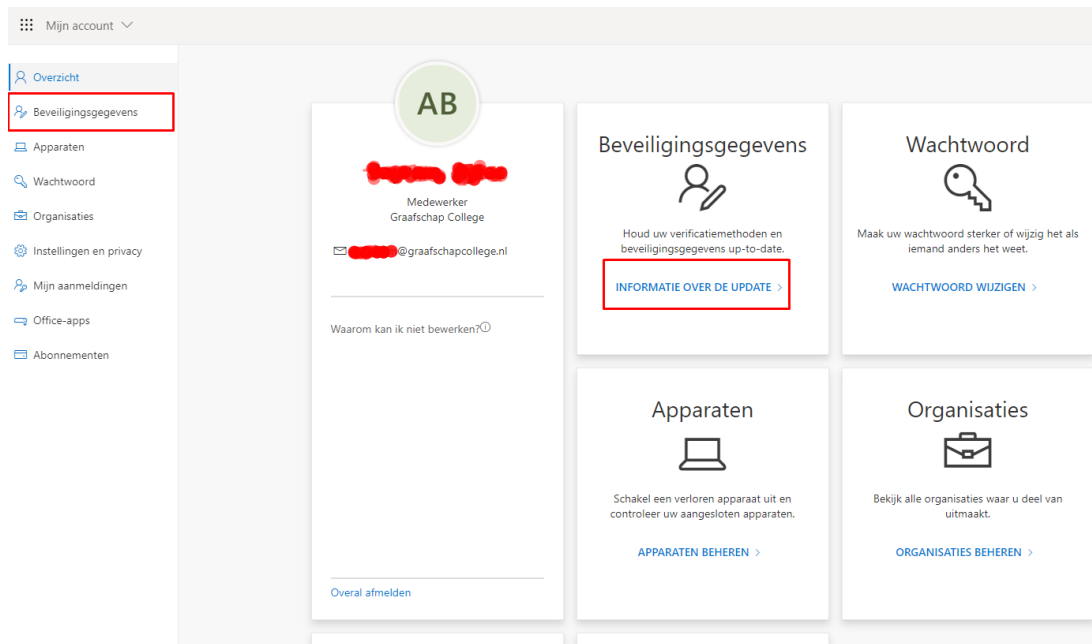 Mijn account
Overzicht
Beveiligingsgegevens
Apparaten
Wachtwoord
Organisaties
Instellingen en privacy
Mijn aanmeldingen
Office-apps
Abonnementen
AB
Medewerker
Graafschap College
@graafschapcollege.nl
Waarom kan ik niet bewerken?
Overal afmelden
Beveiligingsgegevens
Houd uw verificatiemethoden en
beveiligingsgegevens up-to-date.
INFORMATIE OVER DE UPDATE >
Wachtwoord
Maak uw wachtwoord sterker of wijzig het als
iemand anders het weet.
WACHTWOORD WIJZIGEN >
Apparaten
Schakel een verloren apparaat uit en
controleer uw aangesloten apparaten.
APPARATEN BEHEREN >
Organisaties
Bekijk alle organisaties waar u deel van
uitmaakt.
ORGANISATIES BEHEREN >